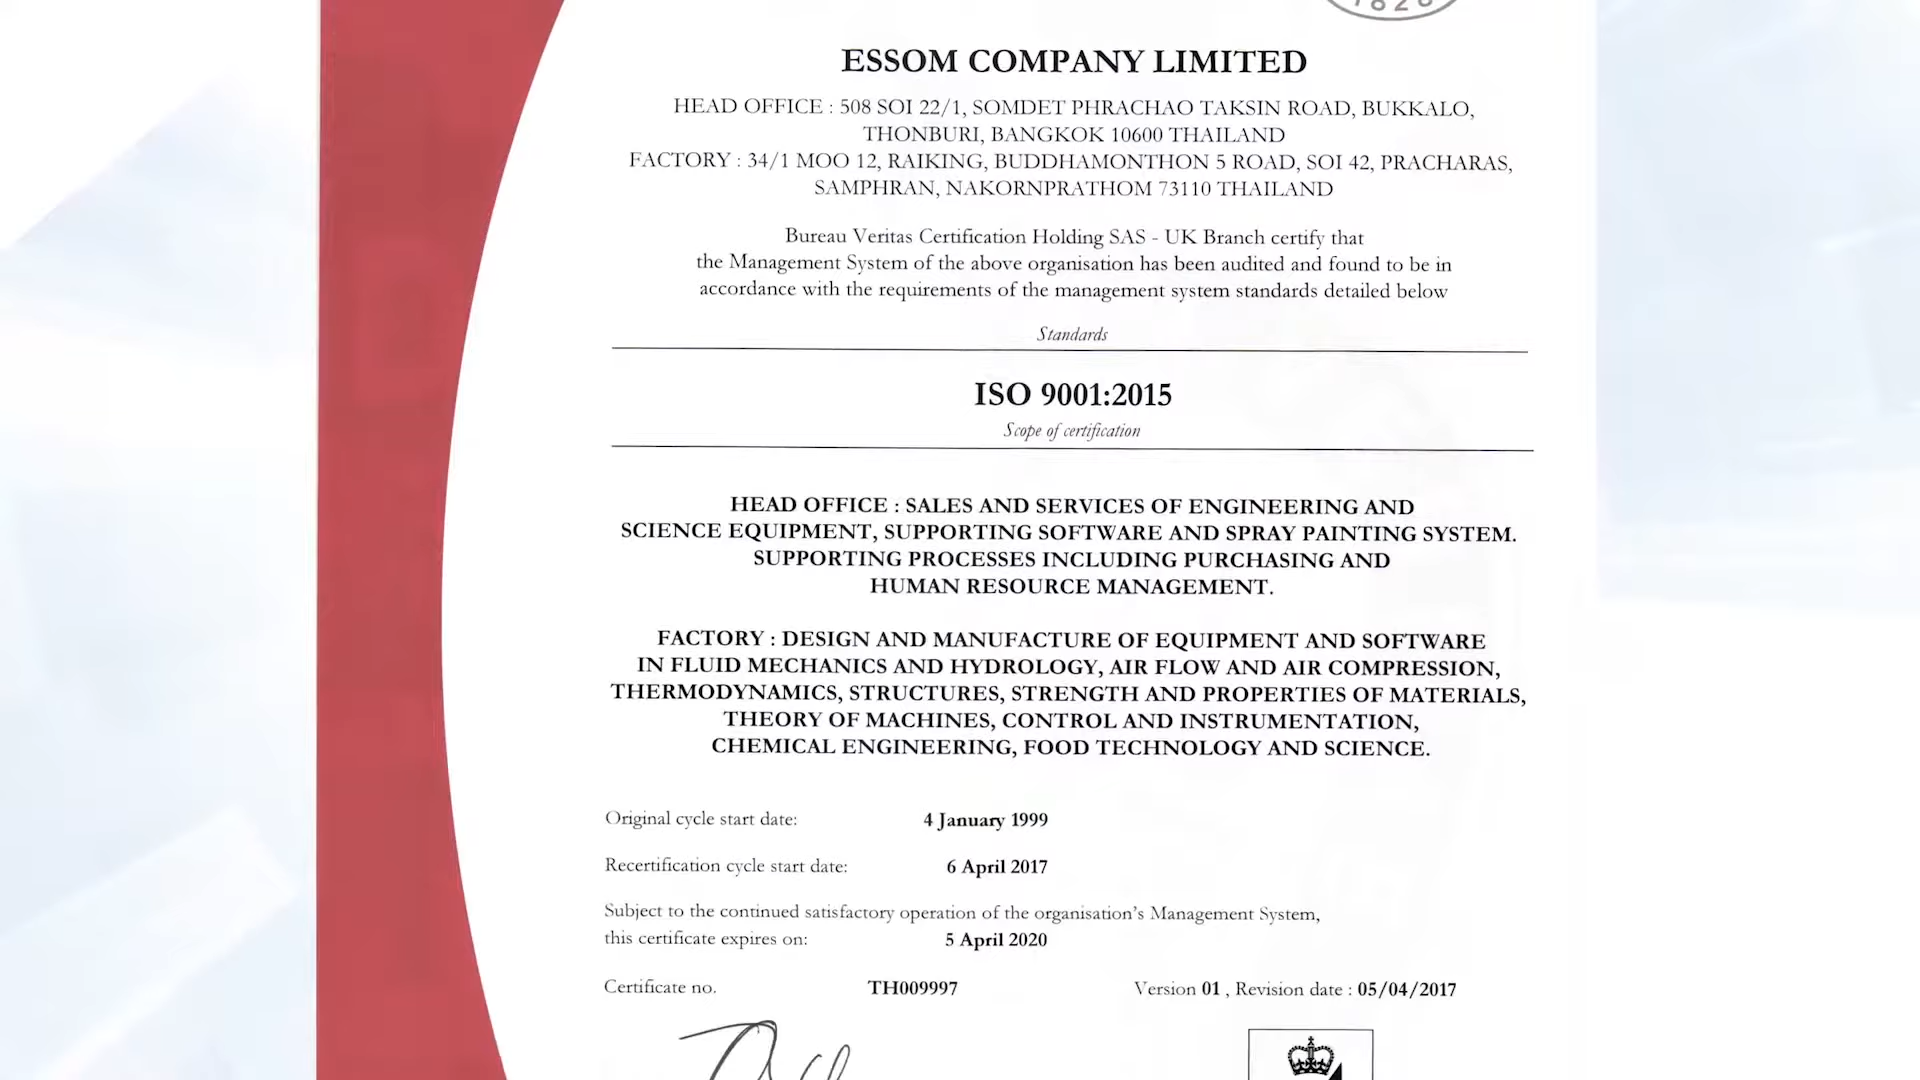 1828
ESSOM COMPANY LIMITED
HEAD OFFICE : 508 SOI 22/1, SOMDET PHRACHAO TAKSIN ROAD, BUKKALO,
THONBURI, BANGKOK 10600 THAILAND
FACTORY : 34/1 MOO 12, RAIKING, BUDDHAMONTHON 5 ROAD, SOI 42, PRACHARAS,
SAMPHRAN, NAKORNPRATHOM 73110 THAILAND
Bureau Veritas Certification Holding SAS - UK Branch certify that
the Management System of the above organisation has been audited and found to be in
accordance with the requirements of the management system standards detailed below
Standards
ISO 9001:2015
Scope of certification
HEAD OFFICE : SALES AND SERVICES OF ENGINEERING AND
SCIENCE EQUIPMENT, SUPPORTING SOFTWARE AND SPRAY PAINTING SYSTEM.
SUPPORTING PROCESSES INCLUDING PURCHASING AND
HUMAN RESOURCE MANAGEMENT.
FACTORY : DESIGN AND MANUFACTURE OF EQUIPMENT AND SOFTWARE
IN FLUID MECHANICS AND HYDROLOGY, AIR FLOW AND AIR COMPRESSION,
THERMODYNAMICS, STRUCTURES, STRENGTH AND PROPERTIES OF MATERIALS,
THEORY OF MACHINES, CONTROL AND INSTRUMENTATION,
CHEMICAL ENGINEERING, FOOD TECHNOLOGY AND SCIENCE.
Original cycle start date: 4 January 1999
Recertification cycle start date: 6 April 2017
Subject to the continued satisfactory operation of the organisation's Management System,
this certificate expires on: 5 April 2020
Certificate no. TH009997 Version 01 , Revision date : 05/04/2017